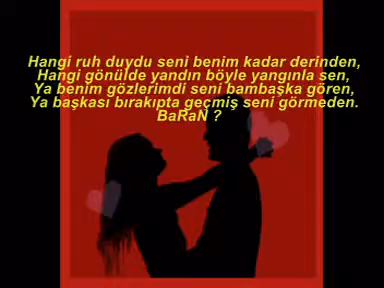 Hangi ruh duydu seni benim kadar derinden,
Hangi gönülde yandın böyle yangınla sen,
Ya benim gözlerimdi seni bambaşka gören,
Ya başkası bırakıpta geçmiş seni görmeden.
BaRaN ?